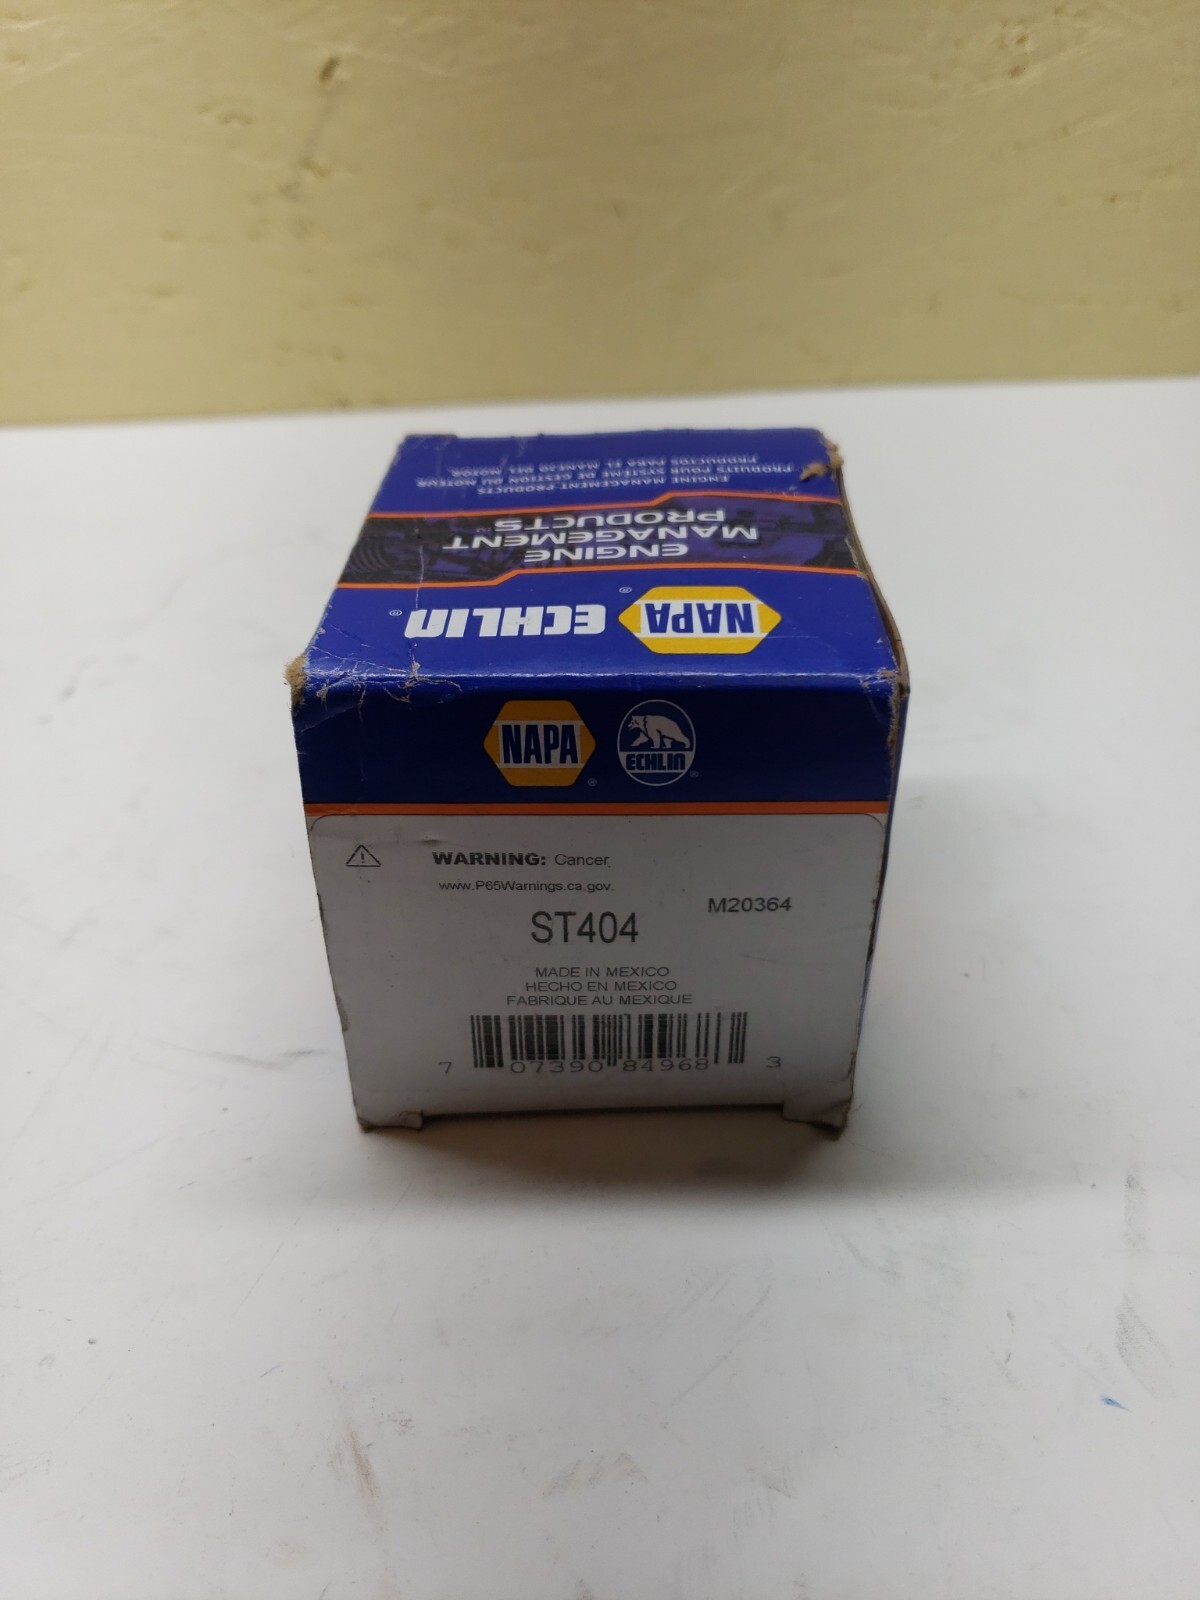 ENGINE MANAGEMENT PRODUCTS
PRODUITS POUR SYSTÈME DE GESTION DU MOTEUR
PRODUCTOS PARA EL MANEJO DEL MOTOR
ENGINE
MANAGEMENT
PRODUCTS™
NAPA® ECHLIN®
NAPA® ECHLIN®
WARNING: Cancer
www.P65Warnings.ca.gov.
M20364
ST404
MADE IN MEXICO
HECHO EN MEXICO
FABRIQUE AU MEXIQUE
7 07390 84968 3